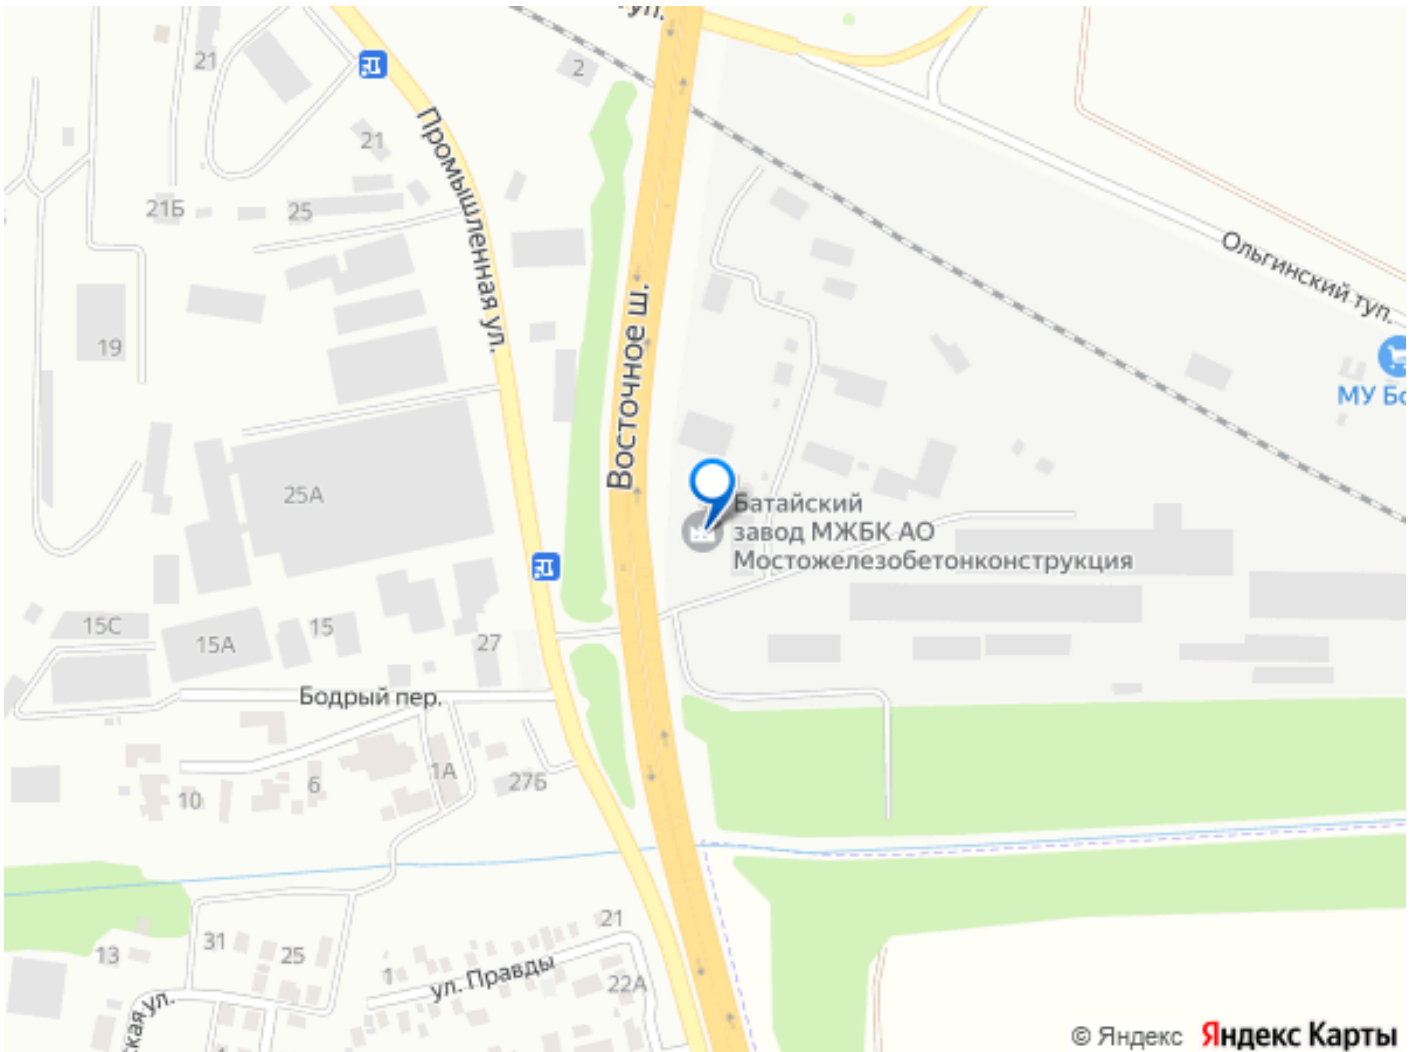 21
2
21
Промышленная ул.
21Б
25
Восточное ш.
Ольгинский туп.
19
МУ Бо
25А
Батайский
завод МЖБК АО
Мостожелезобетонконструкция
15С
15А
15
27
Бодрый пер.
10
6
1А
27Б
13
31
25
1
21
ул. Правды
22А
ская ул.
© Яндекс Яндекс Карты